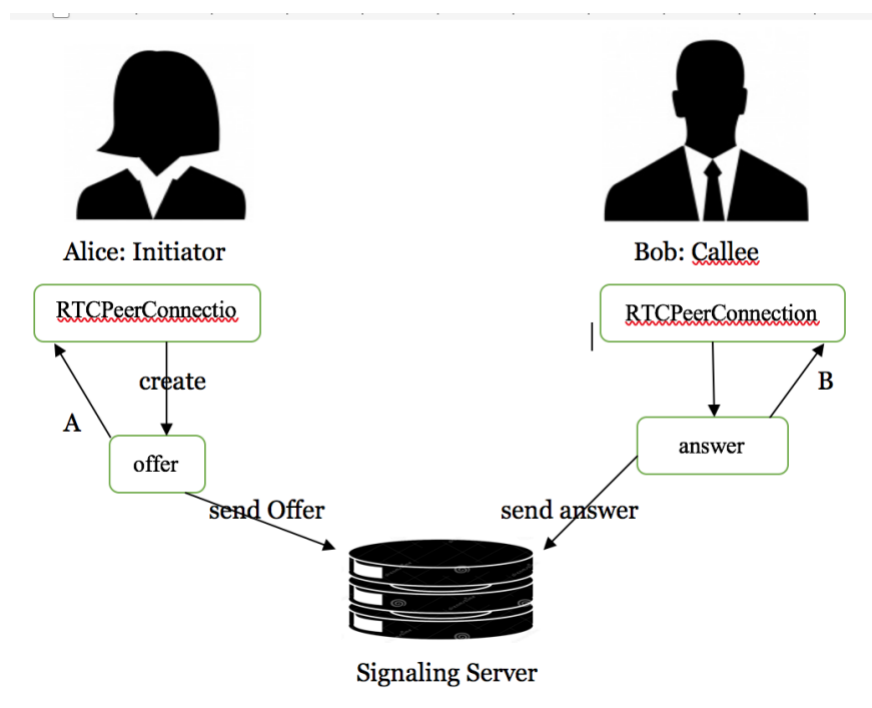 Alice: Initiator
Bob: Callee
RTCPeerConnectio
RTCPeerConnection
create
A
B
offer
answer
send Offer
send answer
Signaling Server